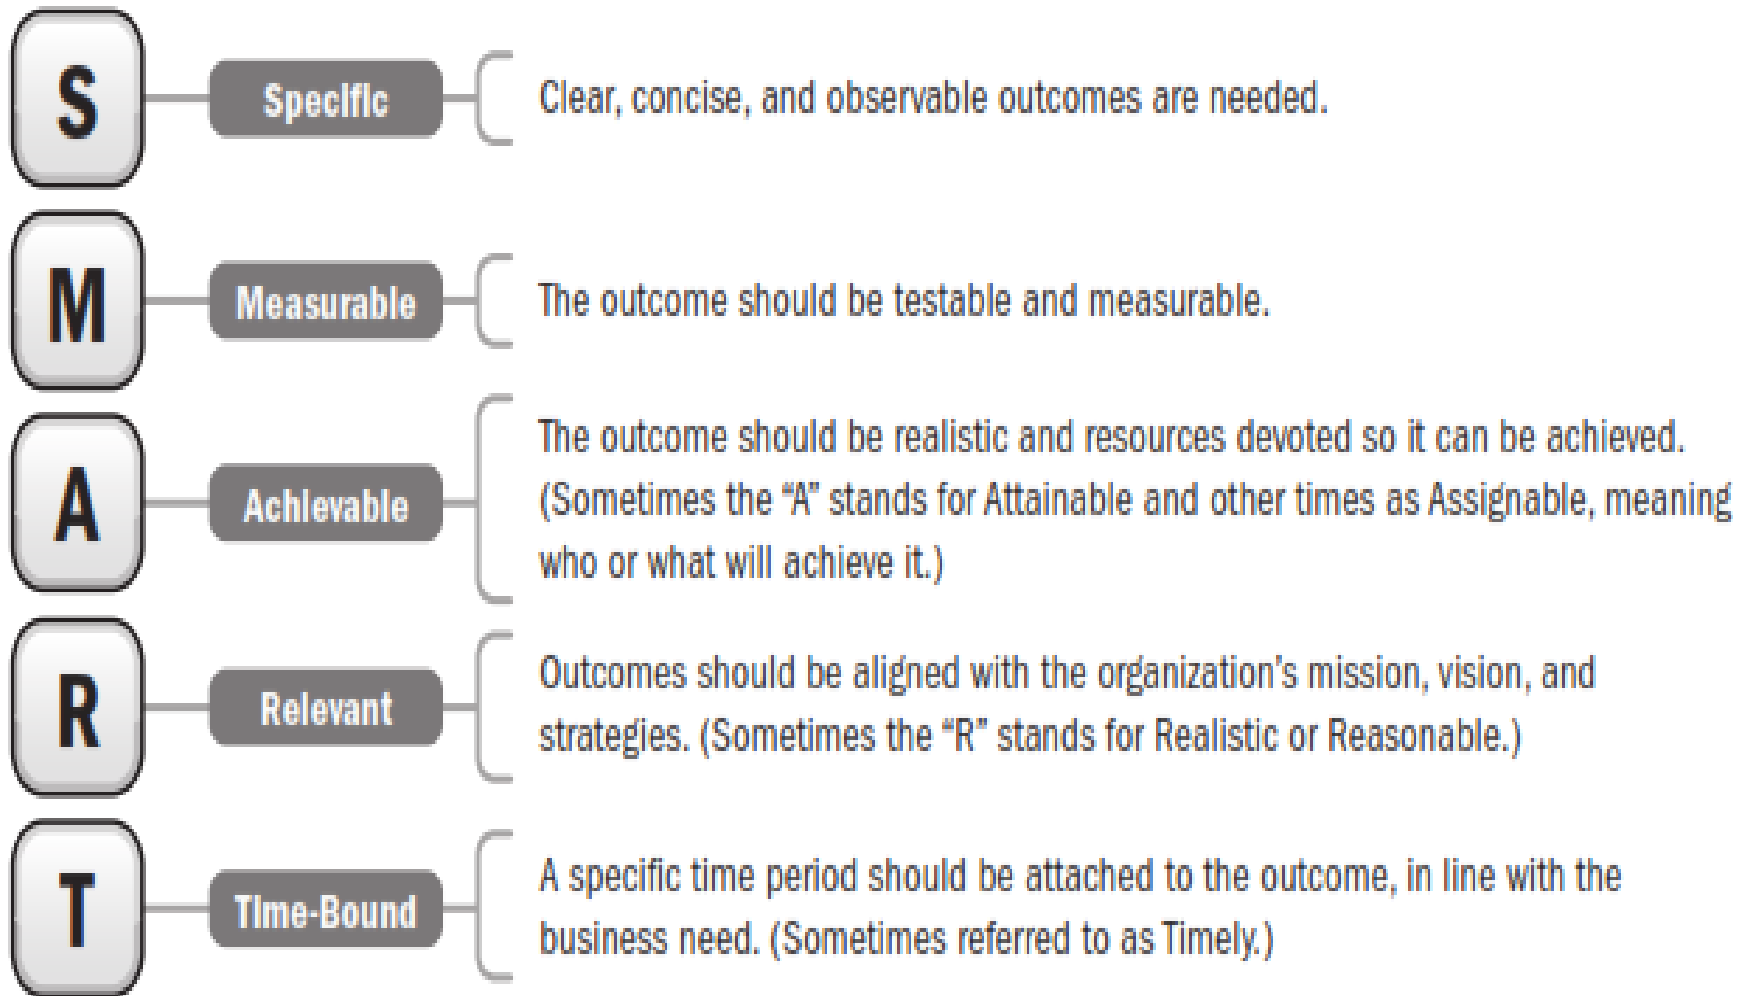 S
Specific
Clear, concise, and observable outcomes are needed.
M
Measurable
The outcome should be testable and measurable.
A
Achievable
The outcome should be realistic and resources devoted so it can be achieved.
(Sometimes the “A” stands for Attainable and other times as Assignable, meaning
who or what will achieve it.)
R
Relevant
Outcomes should be aligned with the organization’s mission, vision, and
strategies. (Sometimes the “R” stands for Realistic or Reasonable.)
T
Time-Bound
A specific time period should be attached to the outcome, in line with the
business need. (Sometimes referred to as Timely.)